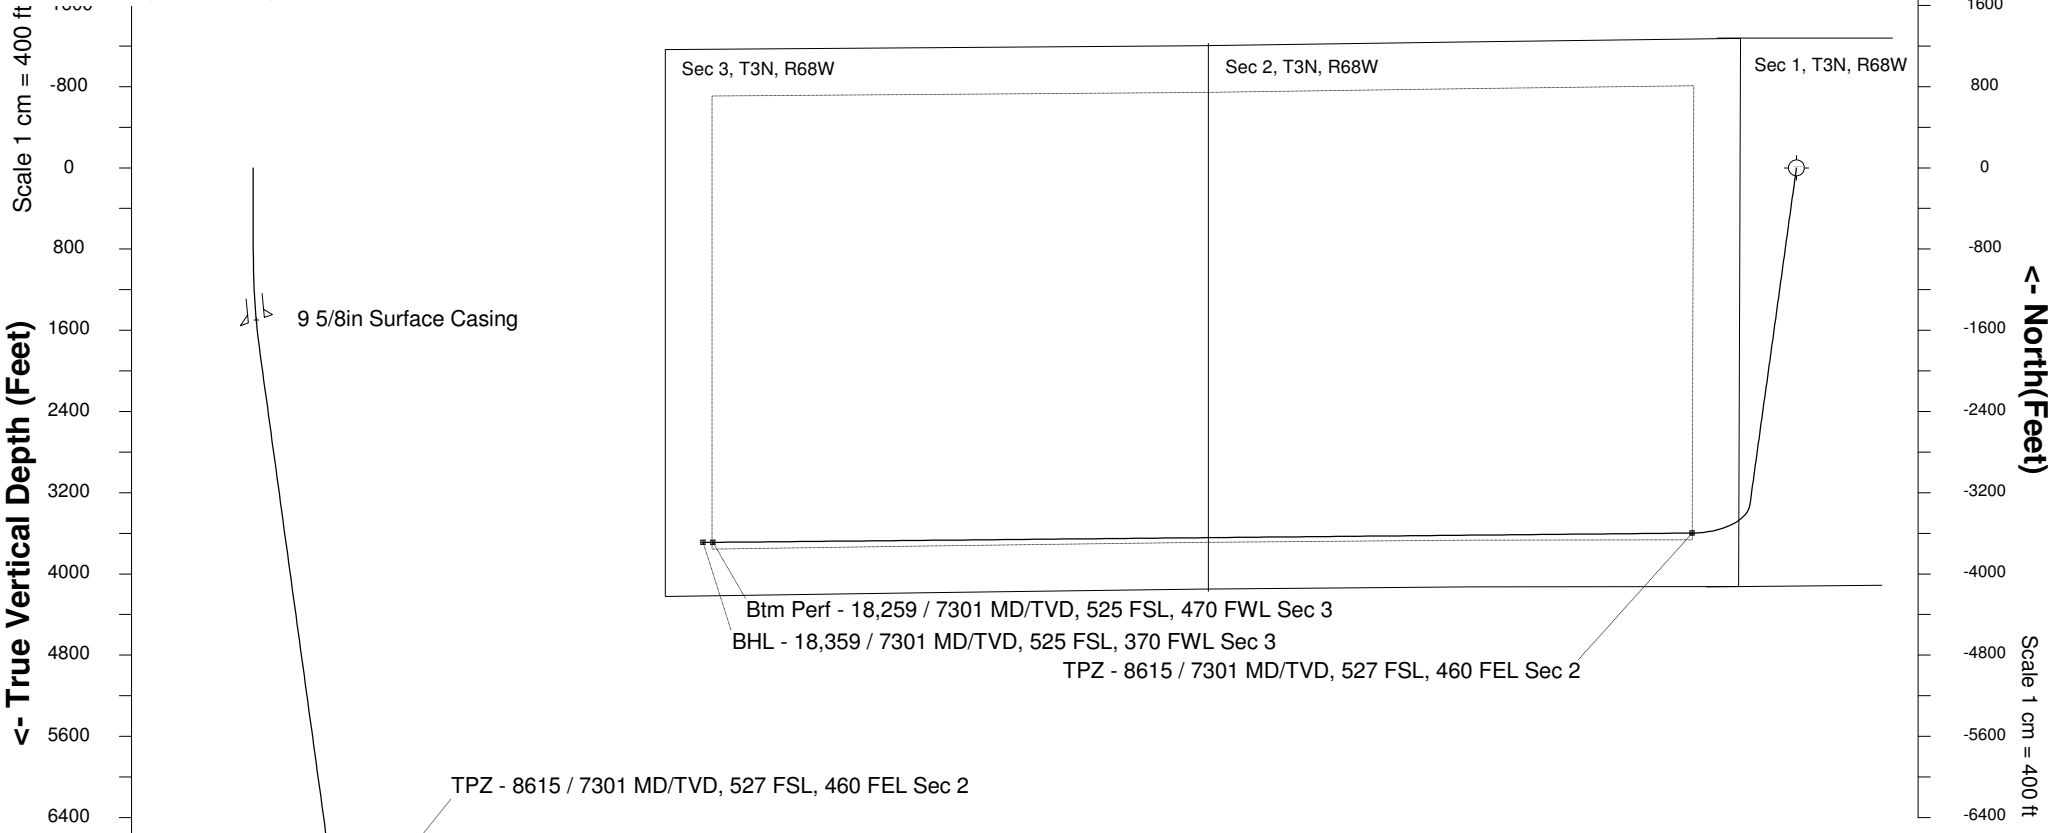 Scale 1 cm = 400 ft
<- True Vertical Depth (Feet)
-800
0
800
1600
2400
3200
4000
4800
5600
6400
9 5/8in Surface Casing
TPZ - 8615 / 7301 MD/TVD, 527 FSL, 460 FEL Sec 2
Sec 3, T3N, R68W
Sec 2, T3N, R68W
Sec 1, T3N, R68W
Btm Perf - 18,259 / 7301 MD/TVD, 525 FSL, 470 FWL Sec 3
BHL - 18,359 / 7301 MD/TVD, 525 FSL, 370 FWL Sec 3
TPZ - 8615 / 7301 MD/TVD, 527 FSL, 460 FEL Sec 2
1600
800
0
-800
-1600
-2400
-3200
-4000
-4800
-5600
-6400
<- North(Feet)
Scale 1 cm = 400 ft